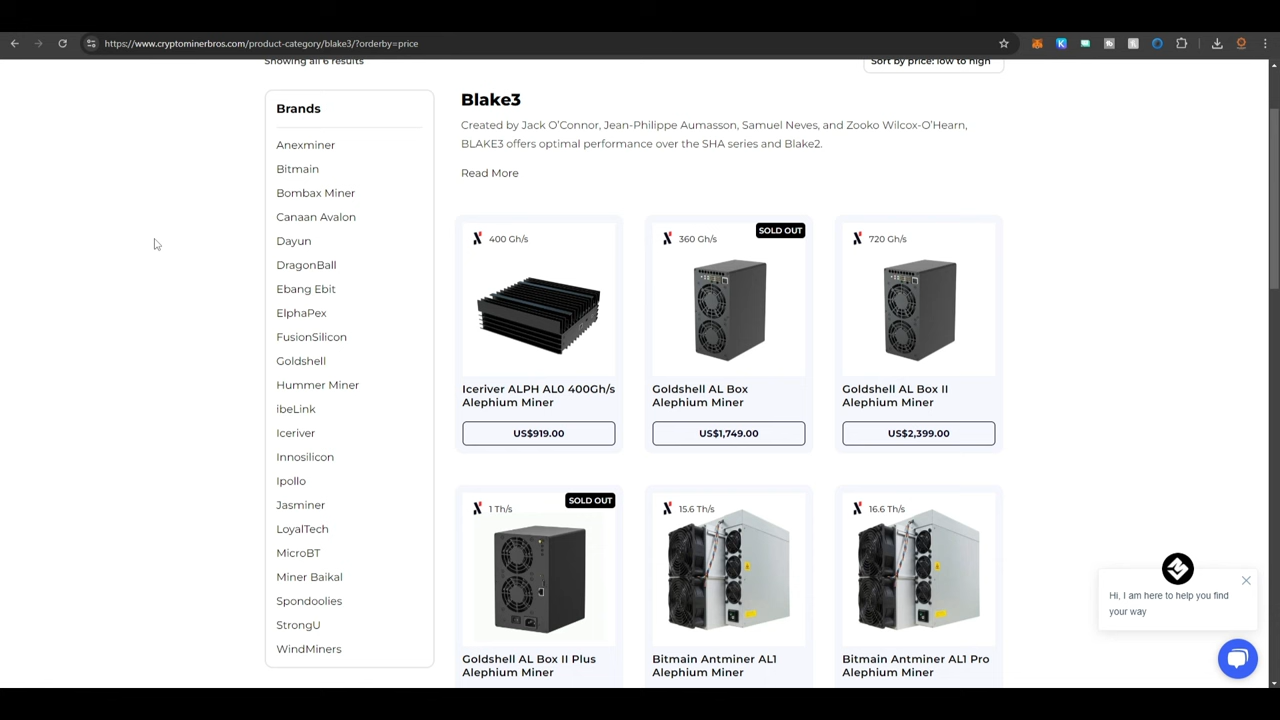 https://www.cryptominerbros.com/product-category/blake3/?orderby=price
Showing all 6 results
Sort by price: low to high
Brands
Anexminer
Bitmain
Bombax Miner
Canaan Avalon
Dayun
DragonBall
Ebang Ebit
ElphaPex
FusionSilicon
Goldshell
Hummer Miner
ibeLink
Iceriver
Innosilicon
Ipollo
Jasminer
LoyalTech
MicroBT
Miner Baikal
Spondoolies
StrongU
WindMiners
Blake3
Created by Jack O’Connor, Jean-Philippe Aumasson, Samuel Neves, and Zooko Wilcox-O’Hearn,
BLAKE3 offers optimal performance over the SHA series and Blake2.
Read More
400 Gh/s
Iceriver ALPH AL0 400Gh/s
Alephium Miner
US$919.00
360 Gh/s
SOLD OUT
Goldshell AL Box
Alephium Miner
US$1,749.00
720 Gh/s
Goldshell AL Box II
Alephium Miner
US$2,399.00
1 Th/s
SOLD OUT
Goldshell AL Box II Plus
Alephium Miner
15.6 Th/s
Bitmain Antminer AL1
Alephium Miner
16.6 Th/s
Bitmain Antminer AL1 Pro
Alephium Miner
Hi, I am here to help you find
your way